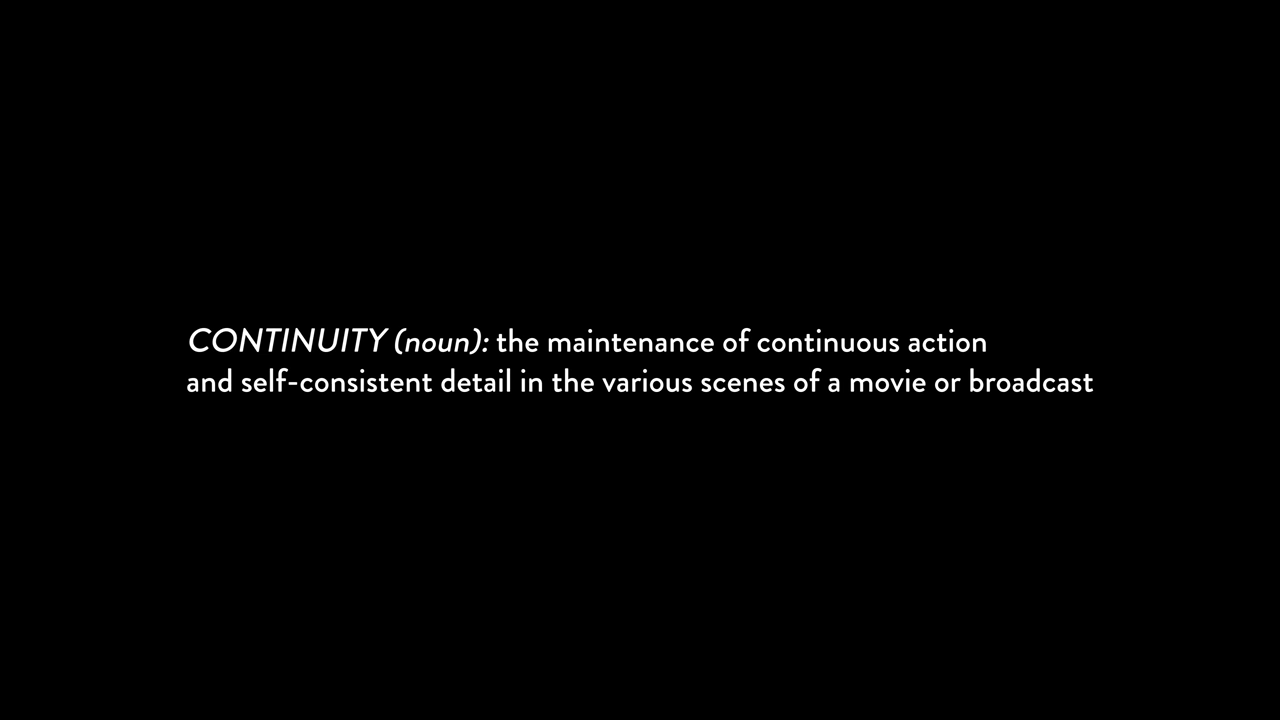 CONTINUITY (noun): the maintenance of continuous action
and self-consistent detail in the various scenes of a movie or broadcast